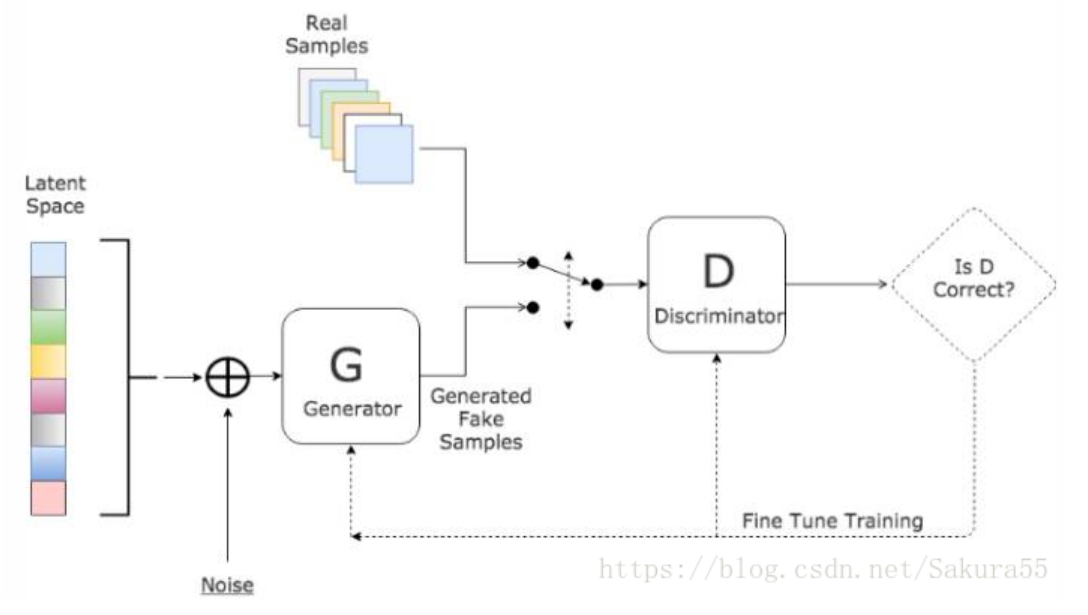 Real
Samples
Latent
Space
Is D
Correct?
D
Discriminator
G
Generator
Generated
Fake
Samples
Fine Tune Training
Noise
https://blog.csdn.net/Sakura55